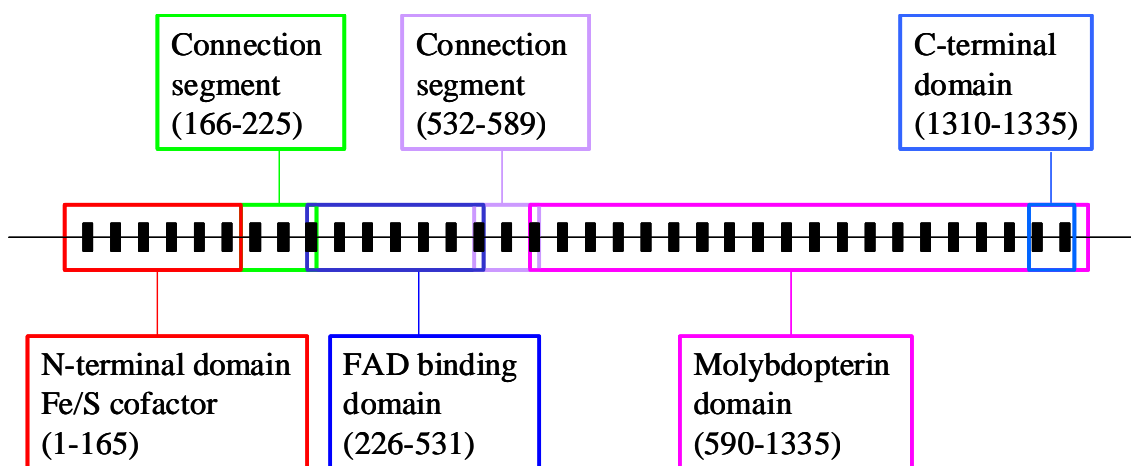 Connection
segment
(166-225)
Connection
segment
(532-589)
C-terminal
domain
(1310-1335)
N-terminal domain
Fe/S cofactor
(1-165)
FAD binding
domain
(226-531)
Molybdopterin
domain
(590-1335)